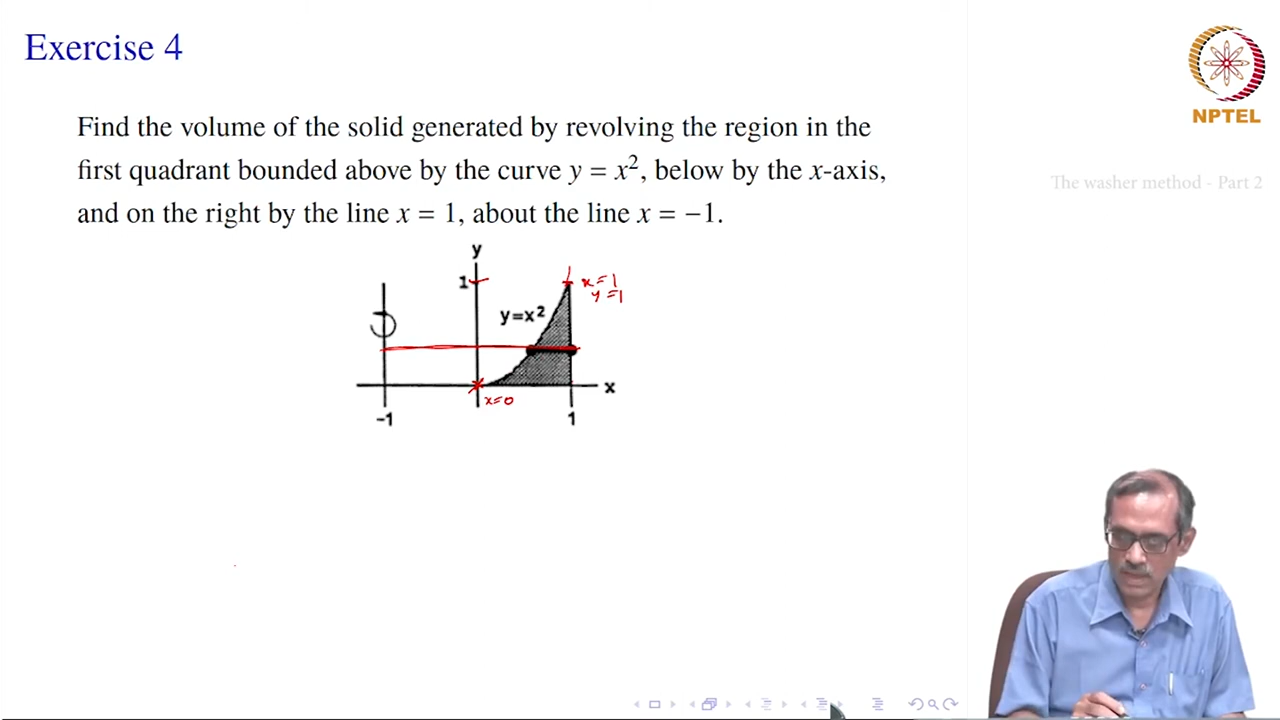 Exercise 4
NPTEL
Find the volume of the solid generated by revolving the region in the
first quadrant bounded above by the curve y = x², below by the x-axis,
and on the right by the line x = 1, about the line x = −1.
The washer method - Part 2
y
1
x=1
y=1
y=x²
x
x=0
-1
1